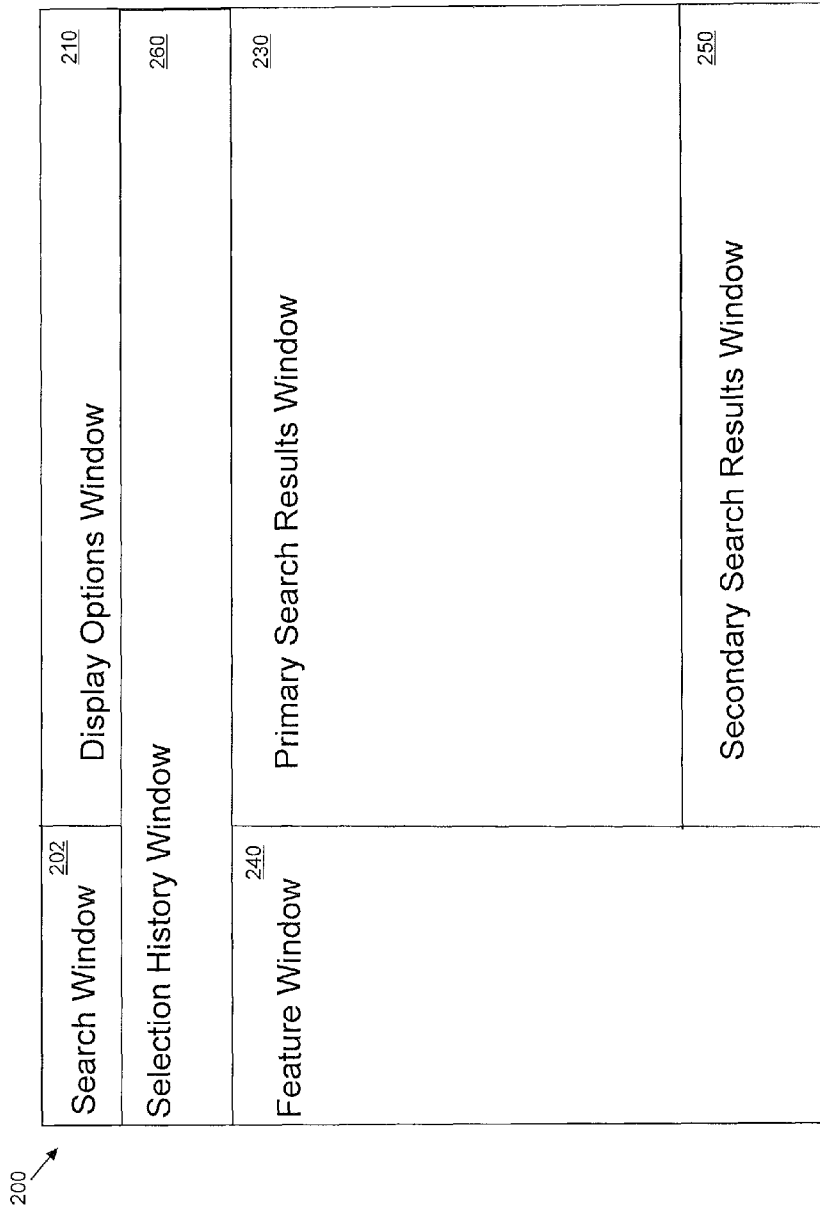 200
Search Window
202
Display Options Window
210
Selection History Window
260
Feature Window
240
Primary Search Results Window
230
Secondary Search Results Window
250